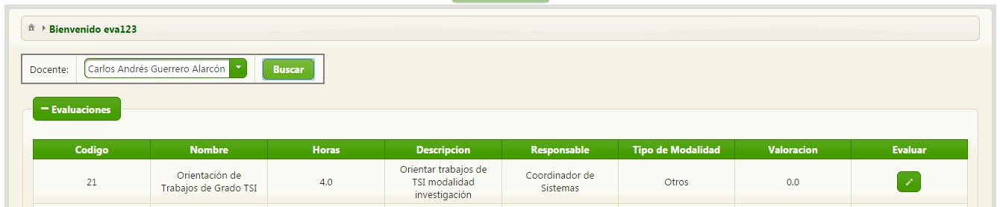 Bienvenido eva123
Docente: Carlos Andrés Guerrero Alarcón Buscar
Evaluaciones
Codigo Nombre Horas Descripcion Responsable Tipo de Modalidad Valoracion Evaluar
21 Orientación de Trabajos de Grado TSI 4.0 Orientar trabajos de TSI modalidad investigación Coordinador de Sistemas Otros 0.0